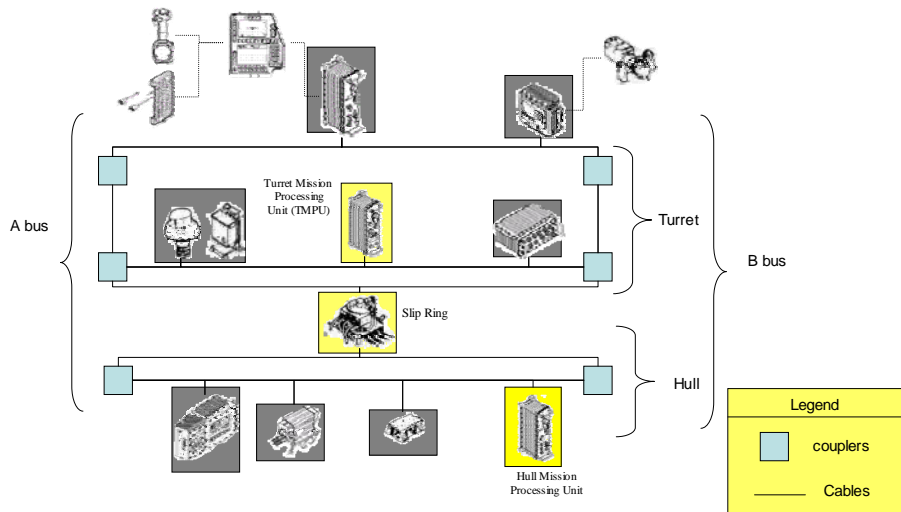 Turret Mission
Processing
Unit (TMPU)
A bus
Turret
B bus
Slip Ring
Hull
Hull Mission
Processing Unit
Legend
couplers
Cables